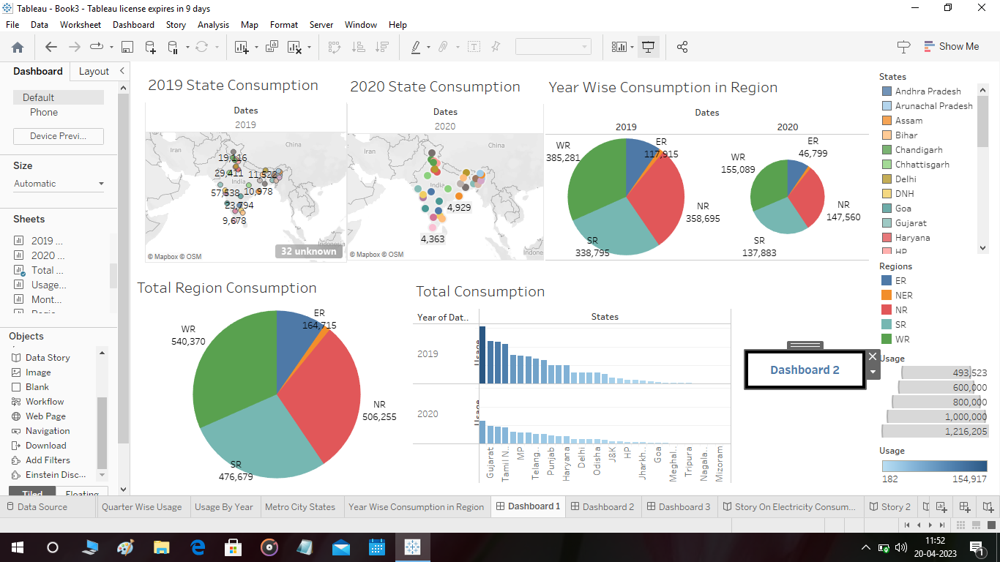 Tableau - Book3 - Tableau license expires in 9 days
File Data Worksheet Dashboard Story Analysis Map Format Server Window Help
Show Me
Dashboard Layout
Default
Phone
Device Previ...
Size
Automatic
Sheets
2019 ...
2020 ...
Total ...
Usage...
Mont...
Objects
Data Story
Image
Blank
Workflow
Web Page
Navigation
Download
Add Filters
Einstein Disc...
Tiled Floating
2019 State Consumption
Dates
2019
Iran
China
India
Indonesia
19,116
29,411
11,522
57,638
10,978
23,794
9,678
32 unknown
© Mapbox © OSM
2020 State Consumption
Dates
2020
Iran
China
India
Indone
4,929
4,363
© Mapbox © OSM
Year Wise Consumption in Region
Dates
2019 2020
WR
385,281
ER
117,915
NR
358,695
SR
338,795
WR
155,089
ER
46,799
NR
147,560
SR
137,883
Total Region Consumption
WR
540,370
ER
164,715
NR
506,255
SR
476,679
Total Consumption
Year of Dat..
States
2019
Usage
2020
Usage
Gujarat
Tamil N..
MP
Telang..
Punjab
Haryana
Delhi
Odisha
J&K
HP
Jharkh..
Goa
Meghal..
Tripura
Nagala..
Mizoram
Dashboard 2
States
Andhra Pradesh
Arunachal Pradesh
Assam
Bihar
Chandigarh
Chhattisgarh
Delhi
DNH
Goa
Gujarat
Haryana
HP
Regions
ER
NER
NR
SR
WR
Usage
493,523
600,000
800,000
1,000,000
1,216,205
Usage
182 154,917
Data Source Quarter Wise Usage Usage By Year Metro City States Year Wise Consumption in Region Dashboard 1 Dashboard 2 Dashboard 3 Story On Electricity Consum... Story 2
11:52
20-04-2023
1